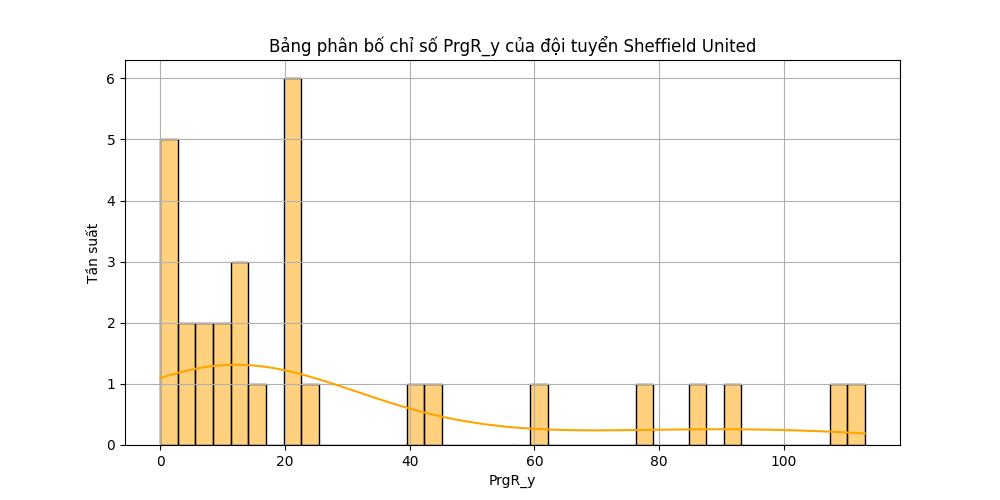 Bảng phân bố chỉ số PrgR_y của đội tuyển Sheffield United
6
5
4
3
2
1
0
Tần suất
0 20 40 60 80 100
PrgR_y